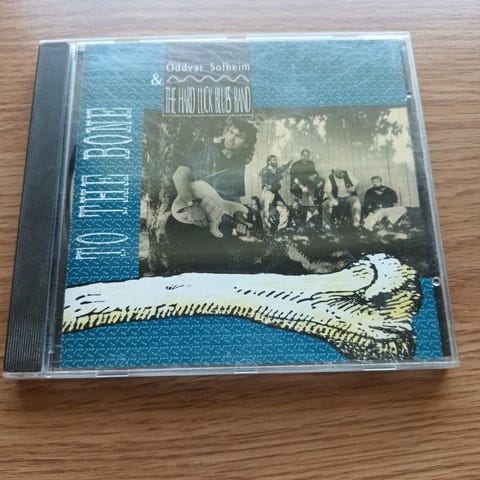 Oddvar Solheim
&
THE HARD LUCK BLUES BAND
TO THE BONE